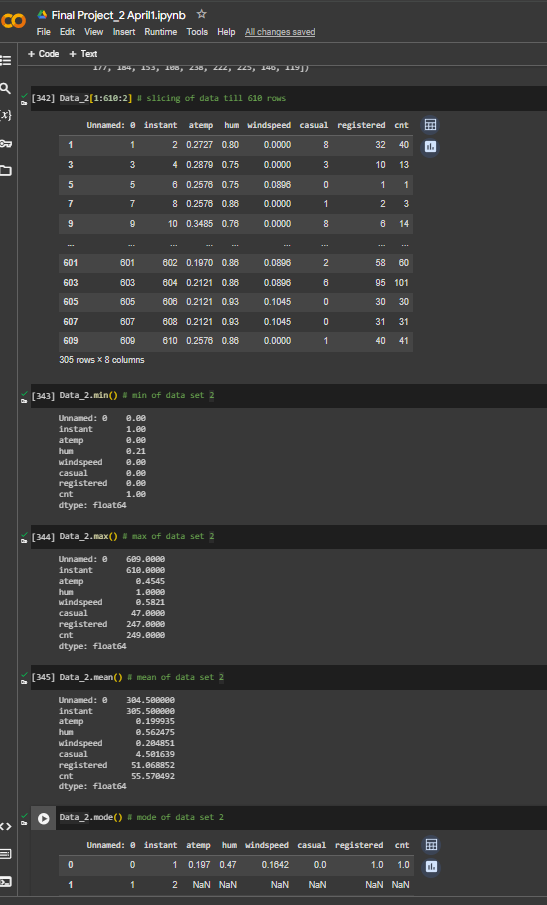 Final Project_2 April1.ipynb
File Edit View Insert Runtime Tools Help All changes saved
+ Code + Text
177, 184, 153, 108, 238, 222, 225, 146, 119])
[342] Data_2[1:610:2] # slicing of data till 610 rows
Unnamed: 0 instant atemp hum windspeed casual registered cnt
1 1 2 0.2727 0.80 0.0000 8 32 40
3 3 4 0.2879 0.75 0.0000 3 10 13
5 5 6 0.2576 0.75 0.0896 0 1 1
7 7 8 0.2576 0.86 0.0000 1 2 3
9 9 10 0.3485 0.76 0.0000 8 6 14
... ... ... ... ... ... ... ... ...
601 601 602 0.1970 0.86 0.0896 2 58 60
603 603 604 0.2121 0.86 0.0896 6 95 101
605 605 606 0.2121 0.93 0.1045 0 30 30
607 607 608 0.2121 0.93 0.1045 0 31 31
609 609 610 0.2576 0.86 0.0000 1 40 41
305 rows × 8 columns
[343] Data_2.min() # min of data set 2
Unnamed: 0 0.00
instant 1.00
atemp 0.00
hum 0.21
windspeed 0.00
casual 0.00
registered 0.00
cnt 1.00
dtype: float64
[344] Data_2.max() # max of data set 2
Unnamed: 0 609.0000
instant 610.0000
atemp 0.4545
hum 1.0000
windspeed 0.5821
casual 47.0000
registered 247.0000
cnt 249.0000
dtype: float64
[345] Data_2.mean() # mean of data set 2
Unnamed: 0 304.500000
instant 305.500000
atemp 0.199935
hum 0.562475
windspeed 0.204851
casual 4.501639
registered 51.068852
cnt 55.570492
dtype: float64
Data_2.mode() # mode of data set 2
Unnamed: 0 instant atemp hum windspeed casual registered cnt
0 0 1 0.197 0.47 0.1642 0.0 1.0 1.0
1 1 2 NaN NaN NaN NaN NaN NaN